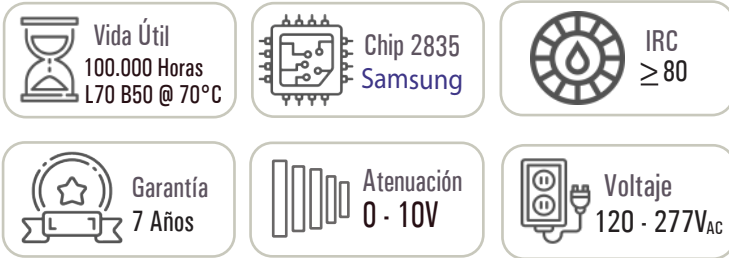 Vida Útil
100.000 Horas
L70 B50 @ 70°C
Chip 2835
Samsung
IRC
≥ 80
Garantía
7 Años
Atenuación
0 - 10V
Voltaje
120 - 277VAC